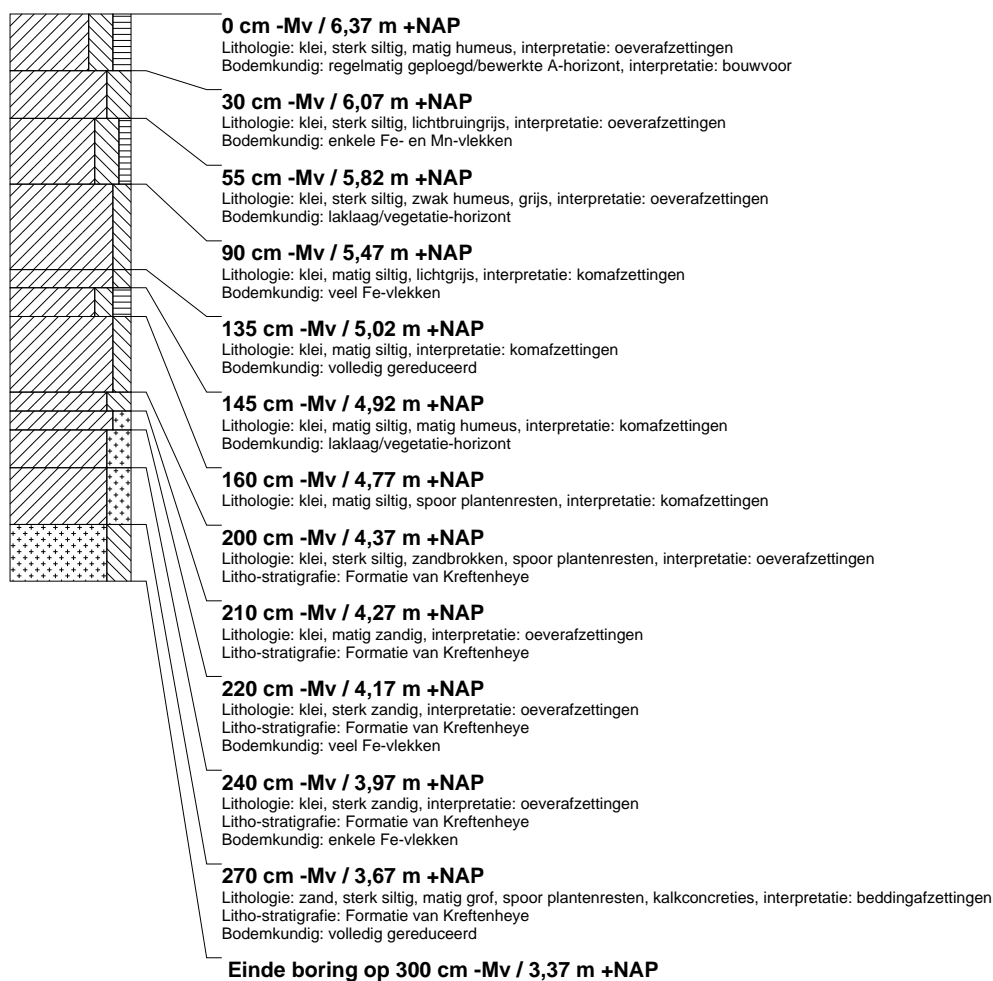 0 cm -Mv / 6,37 m +NAP
Lithologie: klei, sterk siltig, matig humeus, interpretatie: oeverafzettingen
Bodemkundig: regelmatig geploegd/bewerkte A-horizont, interpretatie: bouwvoor
30 cm -Mv / 6,07 m +NAP
Lithologie: klei, sterk siltig, lichtbruingrijs, interpretatie: oeverafzettingen
Bodemkundig: enkele Fe- en Mn-vlekken
55 cm -Mv / 5,82 m +NAP
Lithologie: klei, sterk siltig, zwak humeus, grijs, interpretatie: oeverafzettingen
Bodemkundig: laklaag/vegetatie-horizont
90 cm -Mv / 5,47 m +NAP
Lithologie: klei, matig siltig, lichtgrijs, interpretatie: komafzettingen
Bodemkundig: veel Fe-vlekken
135 cm -Mv / 5,02 m +NAP
Lithologie: klei, matig siltig, interpretatie: komafzettingen
Bodemkundig: volledig gereduceerd
145 cm -Mv / 4,92 m +NAP
Lithologie: klei, matig siltig, matig humeus, interpretatie: komafzettingen
Bodemkundig: laklaag/vegetatie-horizont
160 cm -Mv / 4,77 m +NAP
Lithologie: klei, matig siltig, spoor plantenresten, interpretatie: komafzettingen
200 cm -Mv / 4,37 m +NAP
Lithologie: klei, sterk siltig, zandbrokken, spoor plantenresten, interpretatie: oeverafzettingen
Litho-stratigrafie: Formatie van Kreftenheye
210 cm -Mv / 4,27 m +NAP
Lithologie: klei, matig zandig, interpretatie: oeverafzettingen
Litho-stratigrafie: Formatie van Kreftenheye
220 cm -Mv / 4,17 m +NAP
Lithologie: klei, sterk zandig, interpretatie: oeverafzettingen
Litho-stratigrafie: Formatie van Kreftenheye
Bodemkundig: veel Fe-vlekken
240 cm -Mv / 3,97 m +NAP
Lithologie: klei, sterk zandig, interpretatie: oeverafzettingen
Litho-stratigrafie: Formatie van Kreftenheye
Bodemkundig: enkele Fe-vlekken
270 cm -Mv / 3,67 m +NAP
Lithologie: zand, sterk siltig, matig grof, spoor plantenresten, kalkconcreties, interpretatie: beddingafzettingen
Litho-stratigrafie: Formatie van Kreftenheye
Bodemkundig: volledig gereduceerd
Einde boring op 300 cm -Mv / 3,37 m +NAP